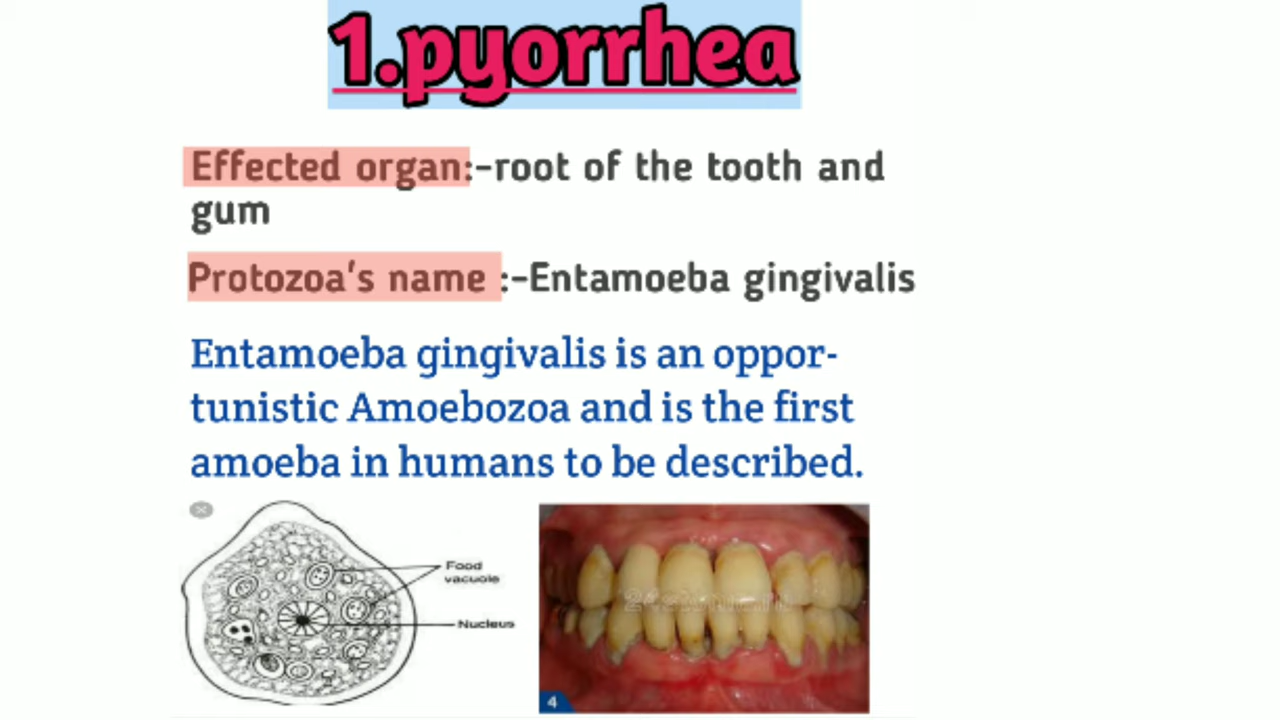 1.pyorrhea
Effected organ:-root of the tooth and
gum
Protozoa's name :-Entamoeba gingivalis
Entamoeba gingivalis is an oppor-
tunistic Amoebozoa and is the first
amoeba in humans to be described.
Food
vacuole
Nucleus
4